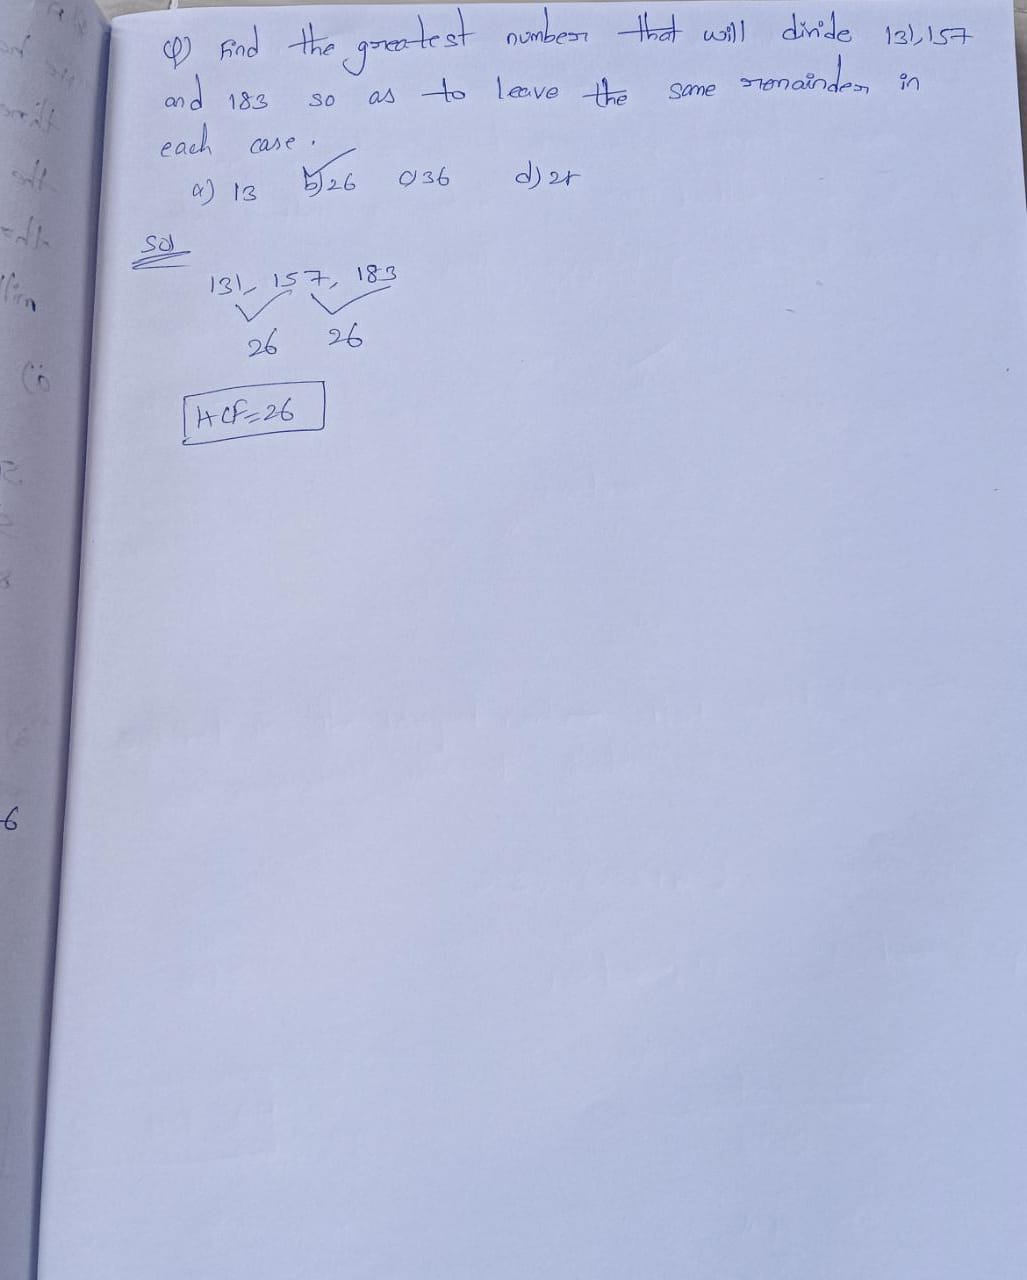 Q) Find the greatest number that will divide 131, 157
and 183 so as to leave the same remainder in
each case.
a) 13 b) 26 c) 36 d)
Sol
131, 157, 183
26 26
HCF=26
-6